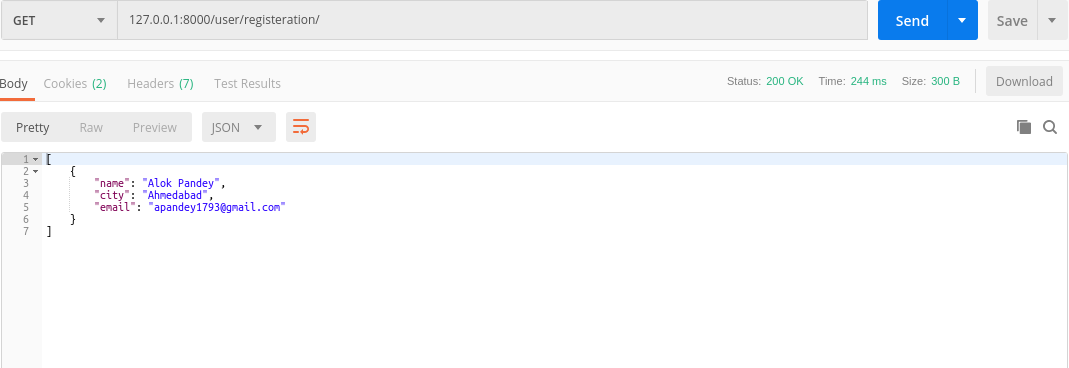 GET 127.0.0.1:8000/user/registeration/ Send Save
Body Cookies (2) Headers (7) Test Results Status: 200 OK Time: 244 ms Size: 300 B Download
Pretty Raw Preview JSON
1 [
2 {
3 "name": "Alok Pandey",
4 "city": "Ahmedabad",
5 "email": "apandey1793@gmail.com"
6 }
7 ]